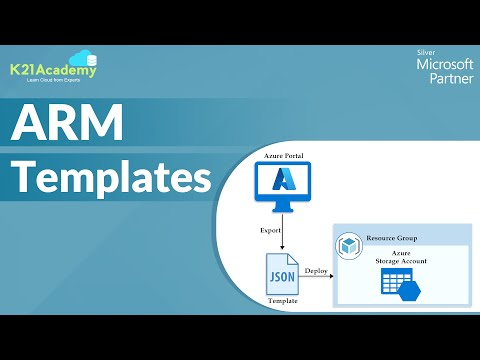 K21Academy
Learn Cloud from Experts
Silver
Microsoft
Partner
ARM
Templates
Azure Portal
Export
JSON
Template
Deploy
Resource Group
Azure
Storage Account